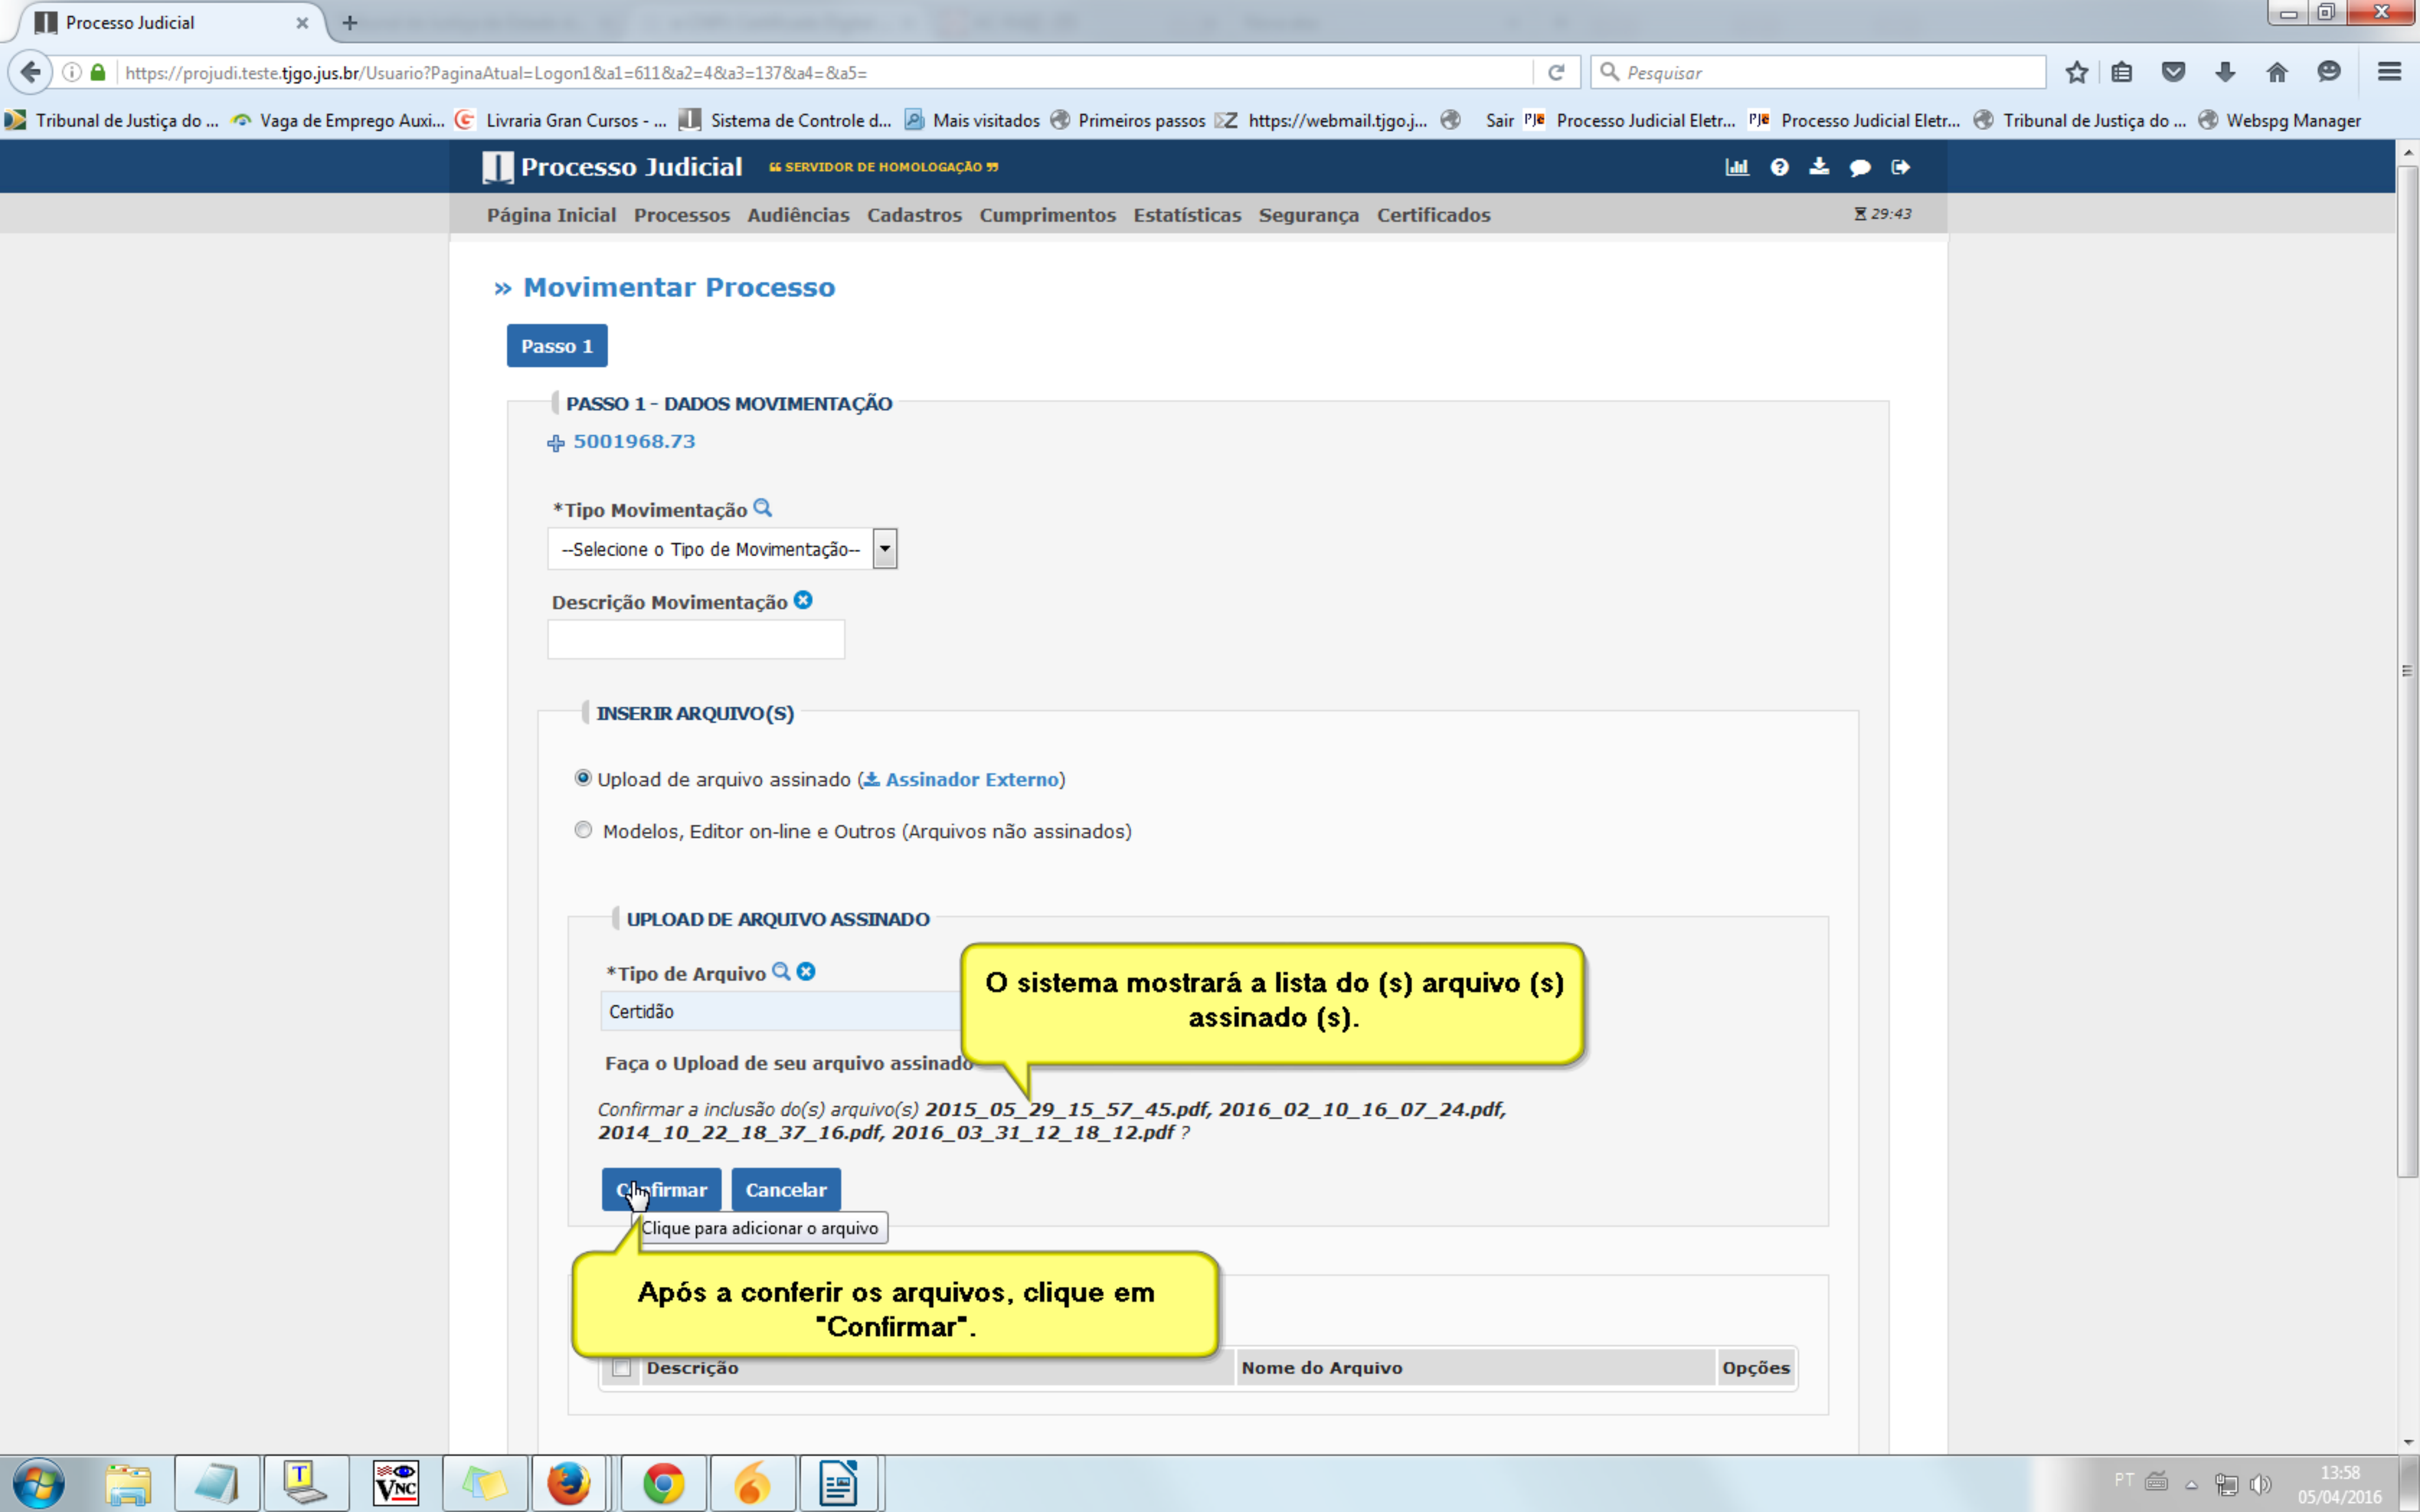 Processo Judicial
https://projudi.teste.tjgo.jus.br/Usuario?PaginaAtual=Logon1&a1=611&a2=4&a3=137&a4=&a5=
Pesquisar
Tribunal de Justiça do ... Vaga de Emprego Auxi... Livraria Gran Cursos - ... Sistema de Controle d... Mais visitados Primeiros passos https://webmail.tjgo.j... Sair Processo Judicial Eletr... Processo Judicial Eletr... Tribunal de Justiça do ... Webspg Manager
Processo Judicial “ SERVIDOR DE HOMOLOGAÇÃO ”
Página Inicial Processos Audiências Cadastros Cumprimentos Estatísticas Segurança Certificados 29:43
» Movimentar Processo
Passo 1
PASSO 1 - DADOS MOVIMENTAÇÃO
5001968.73
*Tipo Movimentação
--Selecione o Tipo de Movimentação--
Descrição Movimentação
INSERIR ARQUIVO(S)
Upload de arquivo assinado (Assinador Externo)
Modelos, Editor on-line e Outros (Arquivos não assinados)
UPLOAD DE ARQUIVO ASSINADO
*Tipo de Arquivo
Certidão
O sistema mostrará a lista do (s) arquivo (s)
assinado (s).
Faça o Upload de seu arquivo assinado
Confirmar a inclusão do(s) arquivo(s) 2015_05_29_15_57_45.pdf, 2016_02_10_16_07_24.pdf,
2014_10_22_18_37_16.pdf, 2016_03_31_12_18_12.pdf ?
Confirmar Cancelar
Clique para adicionar o arquivo
Após a conferir os arquivos, clique em
"Confirmar".
Descrição Nome do Arquivo Opções
VNC
PT
13:58
05/04/2016